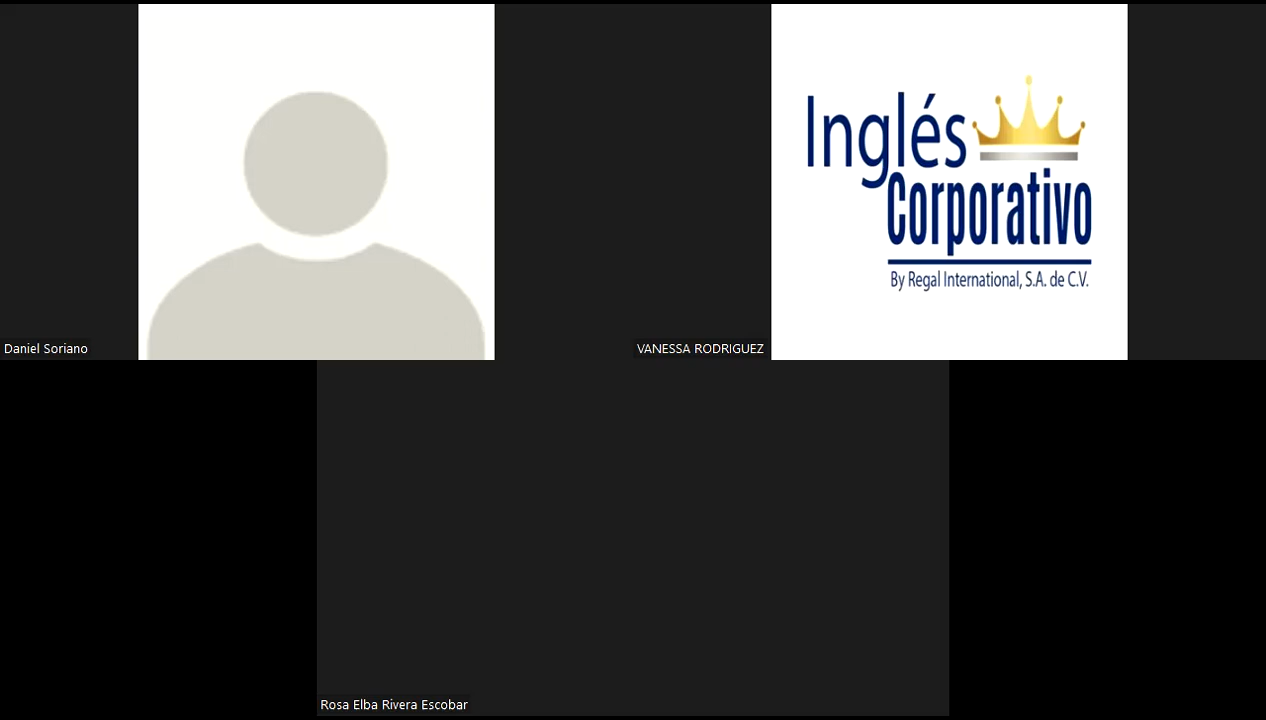 Inglés
Corporativo
By Regal International, S.A. de C.V.
Daniel Soriano
VANESSA RODRIGUEZ
Rosa Elba Rivera Escobar